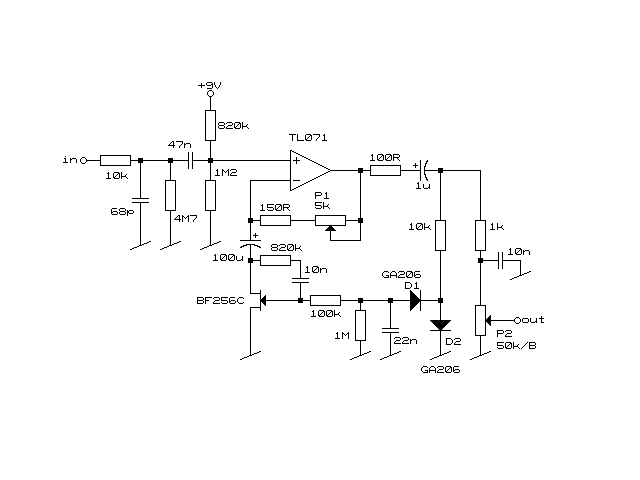 +9V
820k
in
47n
TL071
+
-
100R
+
1u
10k
1M2
68p
4M7
150R
P1
5k
10k
1k
+
100u
820k
10n
10n
GA206
D1
BF256C
100k
out
1M
22n
D2
P2
50k/B
GA206